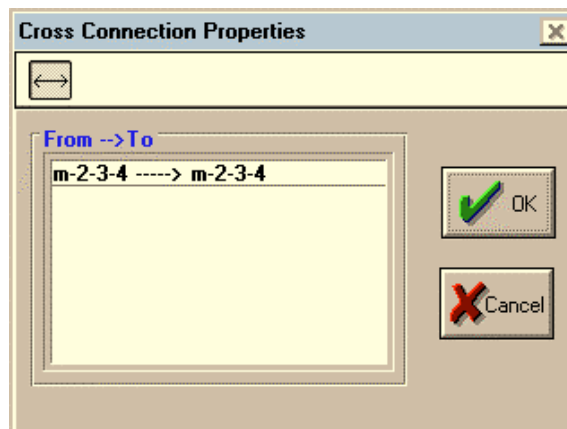 Cross Connection Properties
From -->To
m-2-3-4 -----> m-2-3-4
OK
Cancel